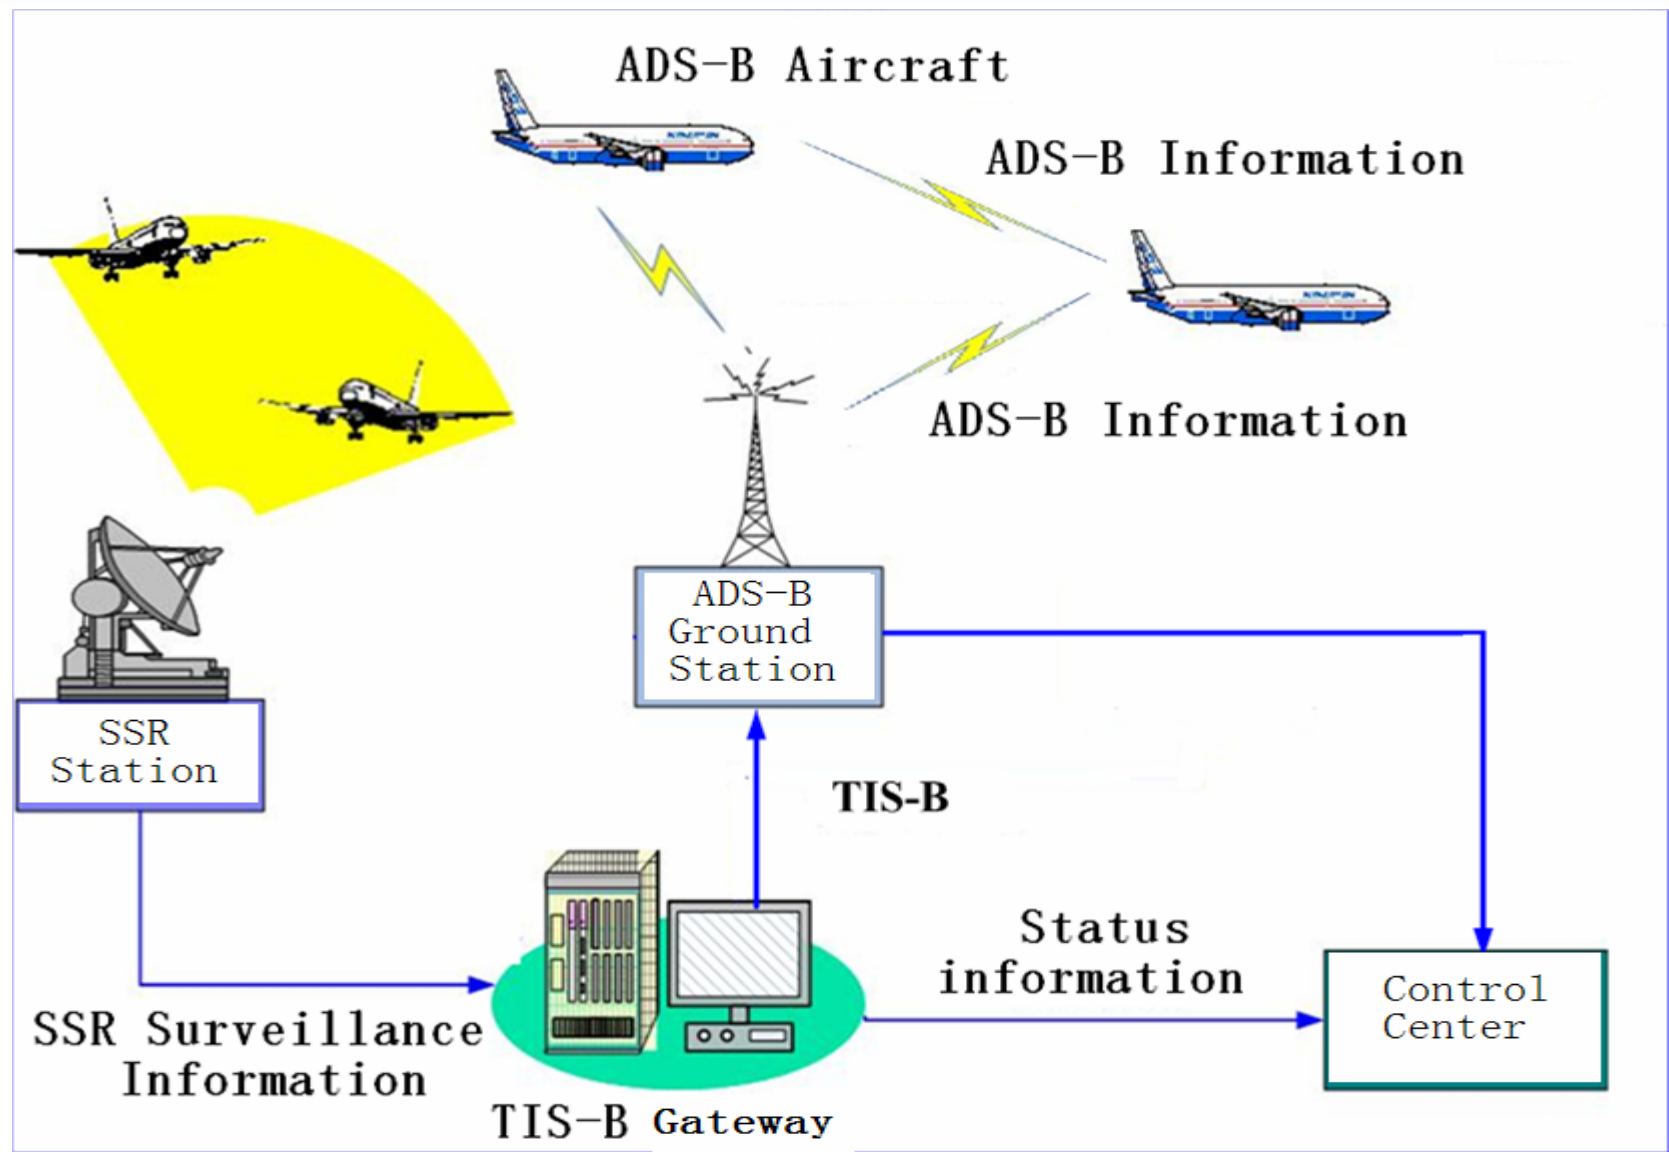 ADS-B Aircraft
ADS-B Information
ADS-B Information
ADS-B
Ground
Station
SSR
Station
TIS-B
Status
information
Control
Center
SSR Surveillance
Information
TIS-B Gateway